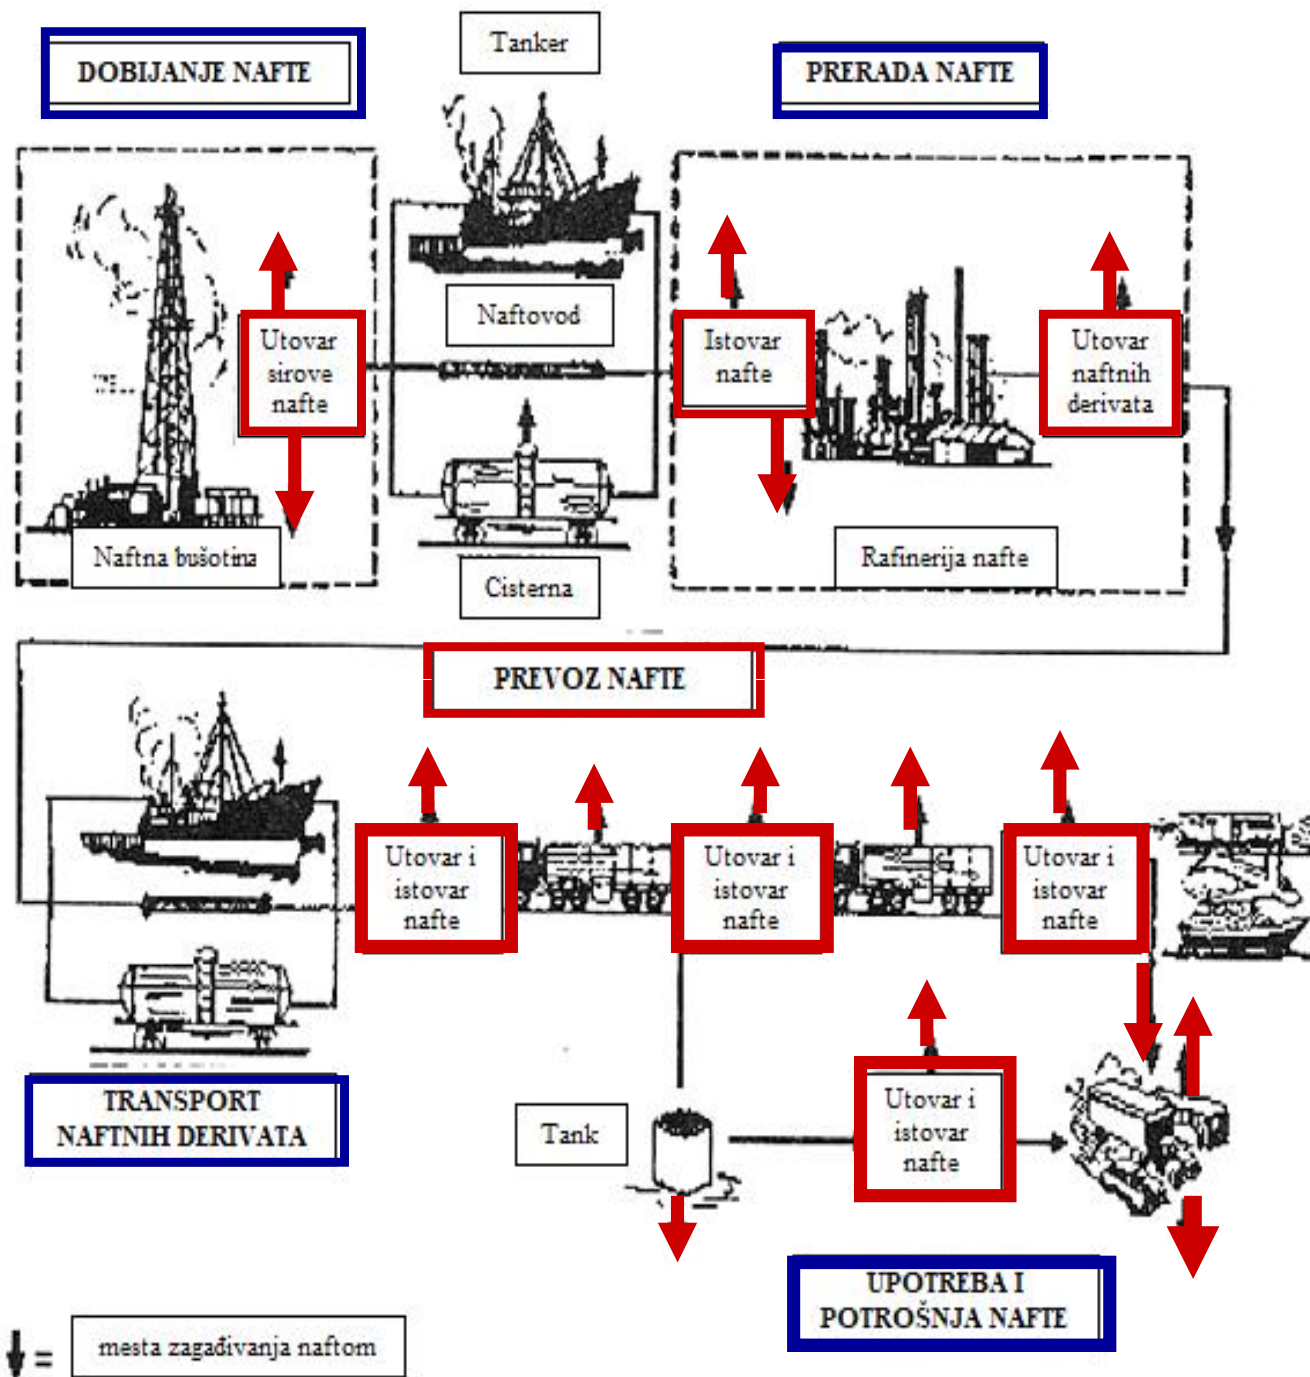 DOBIJANJE NAFTE
Tanker
PRERADA NAFTE
Naftovod
Utovar
sirove
nafte
Istovar
nafte
Utovar
naftnih
derivata
Naftna bušotina
Cisterna
Rafinerija nafte
PREVOZ NAFTE
Utovar i
istovar
nafte
Utovar i
istovar
nafte
Utovar i
istovar
nafte
TRANSPORT
NAFTNIH DERIVATA
Tank
Utovar i
istovar
nafte
UPOTREBA I
POTROŠNJA NAFTE
= mesta zagađivanja naftom